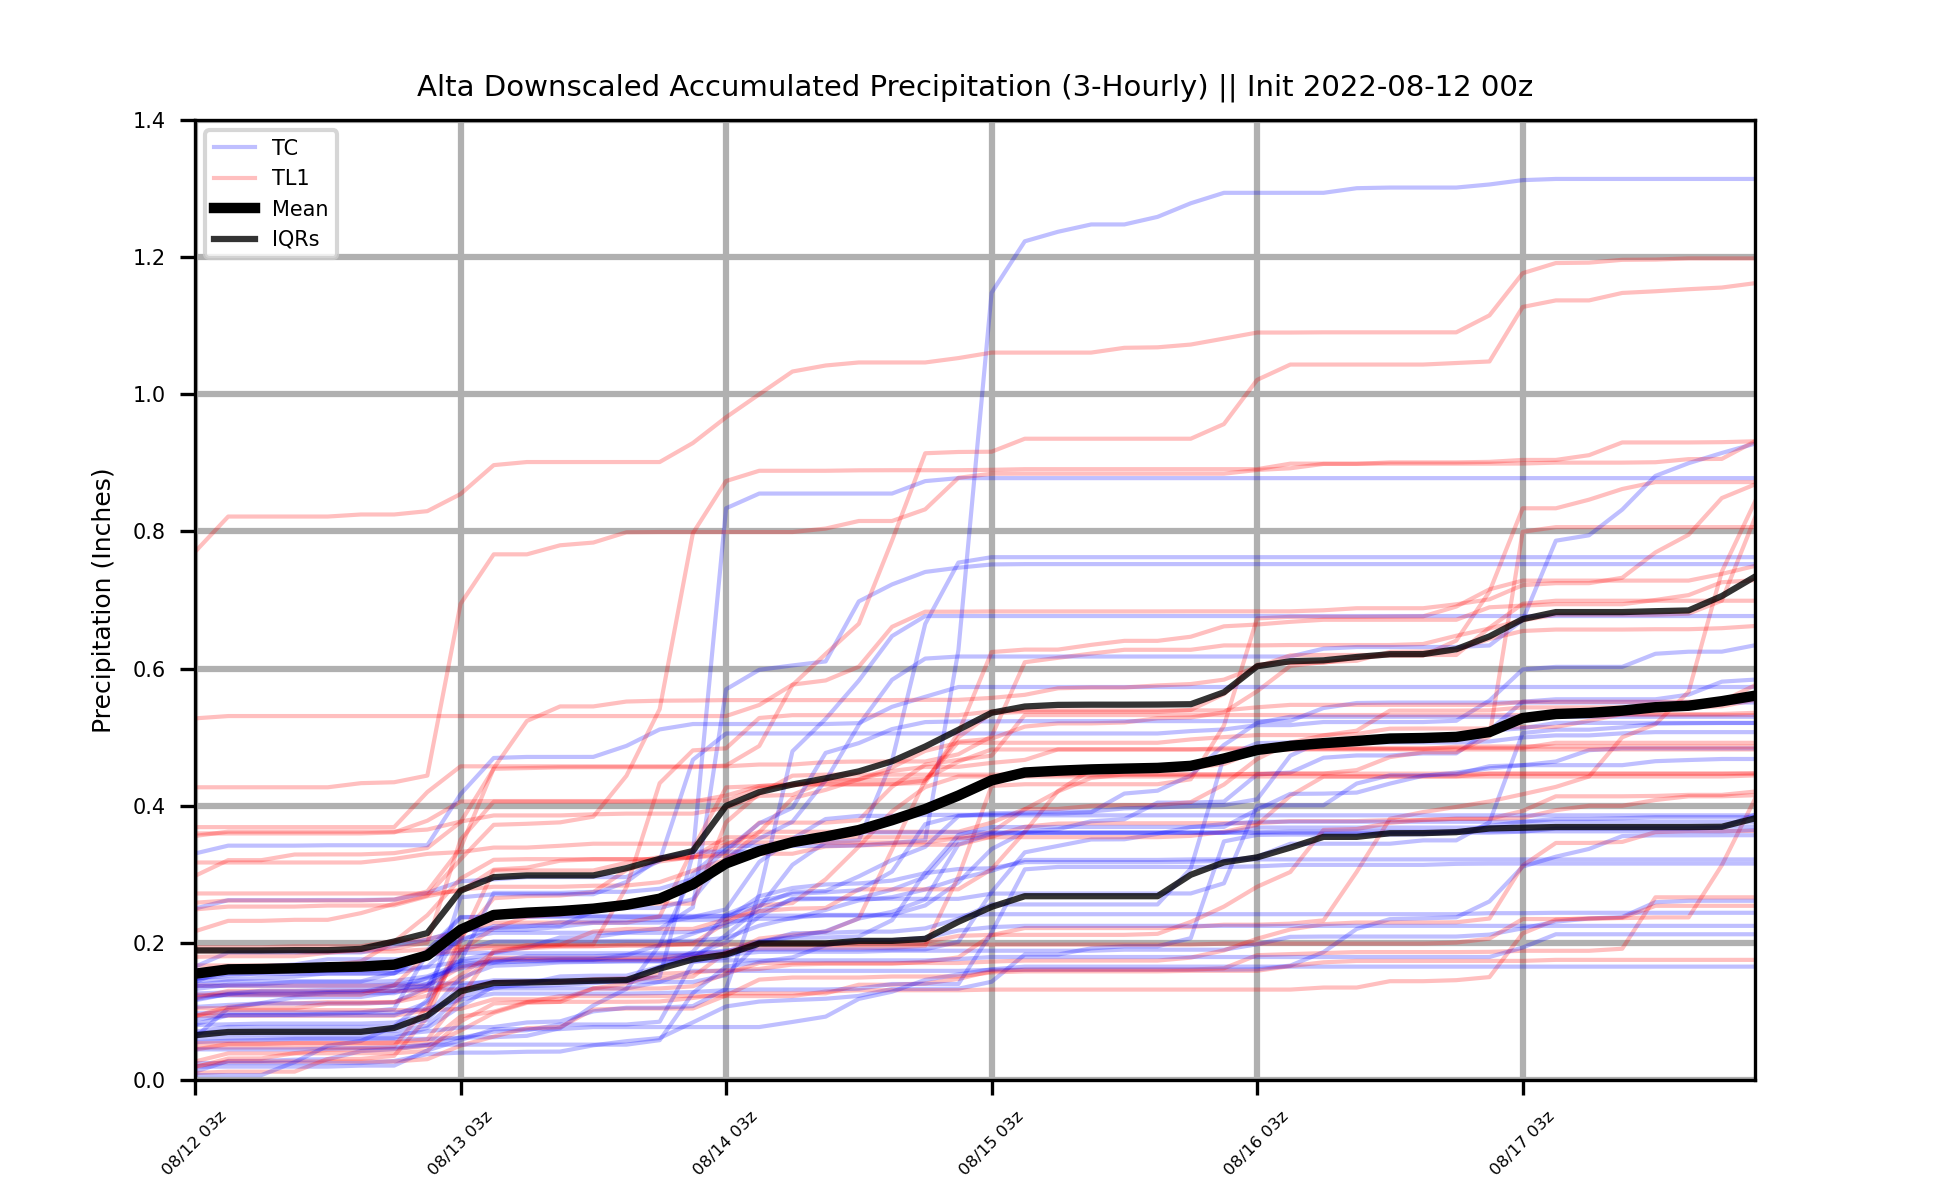 Alta Downscaled Accumulated Precipitation (3-Hourly) || Init 2022-08-12 00z
Precipitation (Inches)
1.4
1.2
1.0
0.8
0.6
0.4
0.2
0.0
TC
TL1
Mean
IQRs
08/12 03z
08/13 03z
08/14 03z
08/15 03z
08/16 03z
08/17 03z